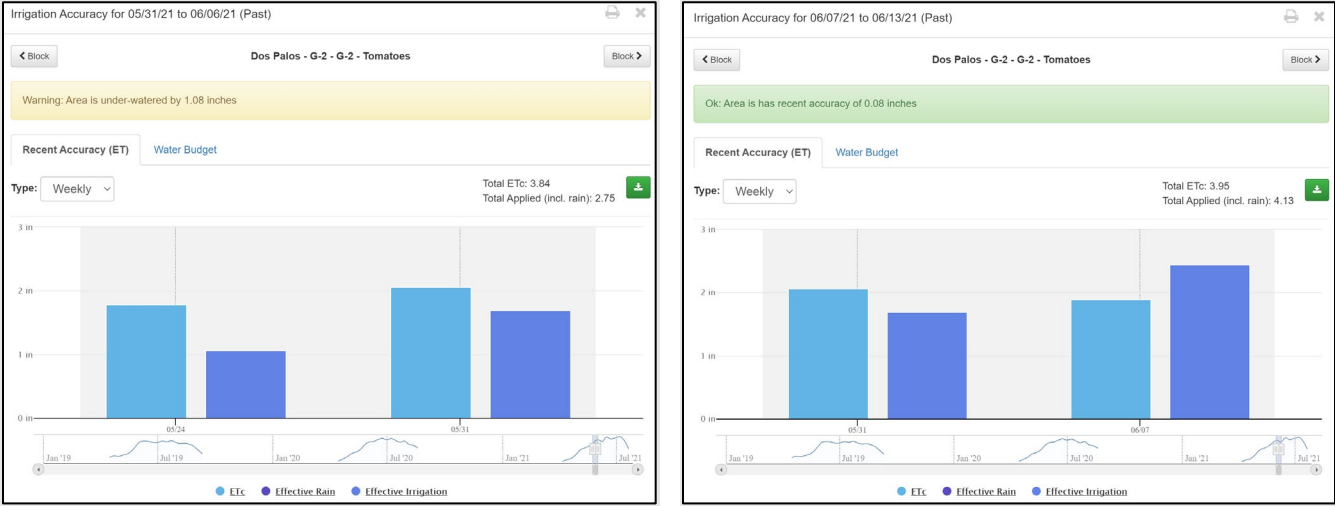 Irrigation Accuracy for 05/31/21 to 06/06/21 (Past)
Block
Dos Palos - G-2 - G-2 - Tomatoes
Block
Warning: Area is under-watered by 1.08 inches
Recent Accuracy (ET)
Water Budget
Type: Weekly
Total ETc: 3.84
Total Applied (incl. rain): 2.75
3 in
2 in
1 in
0 in
05/24
05/31
Jan '19
Jul '19
Jan '20
Jul '20
Jan '21
Jul '21
ETc
Effective Rain
Effective Irrigation
Irrigation Accuracy for 06/07/21 to 06/13/21 (Past)
Block
Dos Palos - G-2 - G-2 - Tomatoes
Block
Ok: Area is has recent accuracy of 0.08 inches
Recent Accuracy (ET)
Water Budget
Type: Weekly
Total ETc: 3.95
Total Applied (incl. rain): 4.13
3 in
2 in
1 in
0 in
05/31
06/07
Jan '19
Jul '19
Jan '20
Jul '20
Jan '21
Jul '21
ETc
Effective Rain
Effective Irrigation